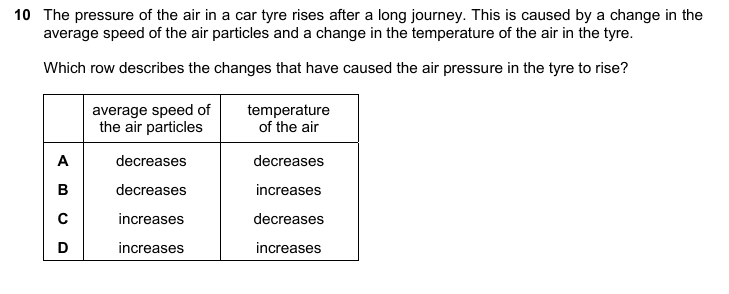 10 The pressure of the air in a car tyre rises after a long journey. This is caused by a change in the
average speed of the air particles and a change in the temperature of the air in the tyre.
Which row describes the changes that have caused the air pressure in the tyre to rise?
average speed of the air particles temperature of the air
A decreases decreases
B decreases increases
C increases decreases
D increases increases